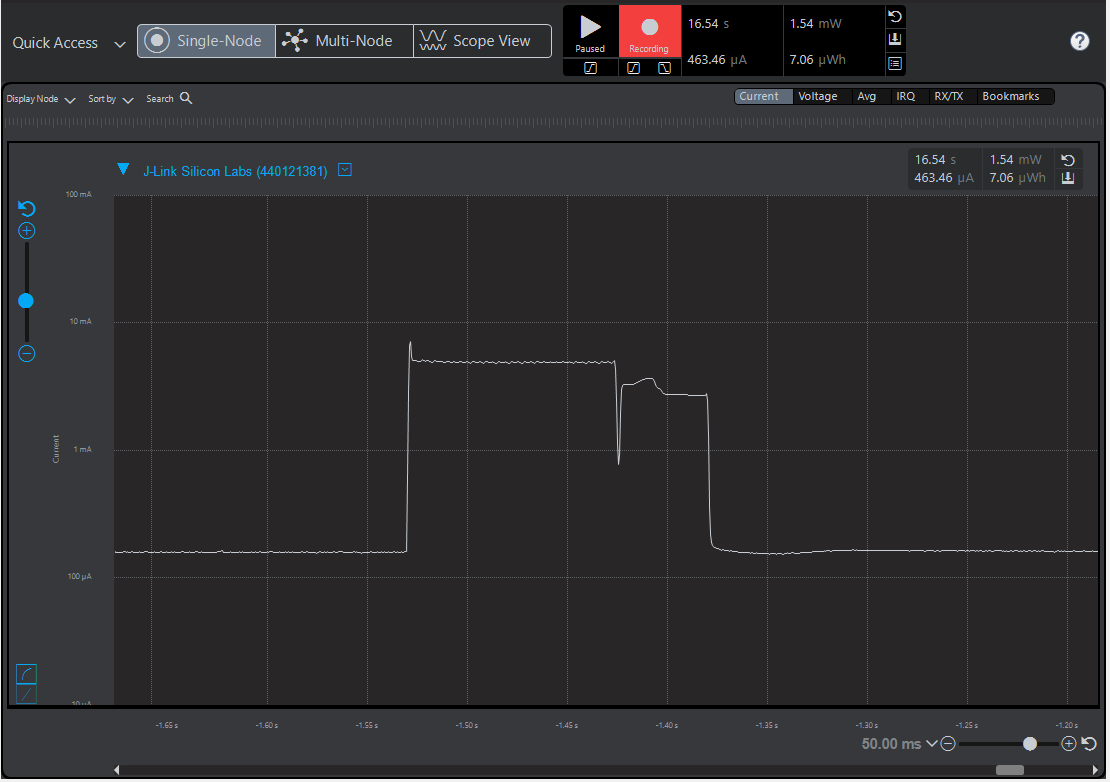 Quick Access
Single-Node
Multi-Node
Scope View
Paused
Recording
16.54 s
1.54 mW
463.46 µA
7.06 µWh
Display Node
Sort by
Search
Current
Voltage
Avg
IRQ
RX/TX
Bookmarks
J-Link Silicon Labs (440121381)
16.54 s
1.54 mW
463.46 µA
7.06 µWh
100 mA
10 mA
1 mA
100 µA
10 µA
Current
-1.65 s
-1.60 s
-1.55 s
-1.50 s
-1.45 s
-1.40 s
-1.35 s
-1.30 s
-1.25 s
-1.20 s
50.00 ms